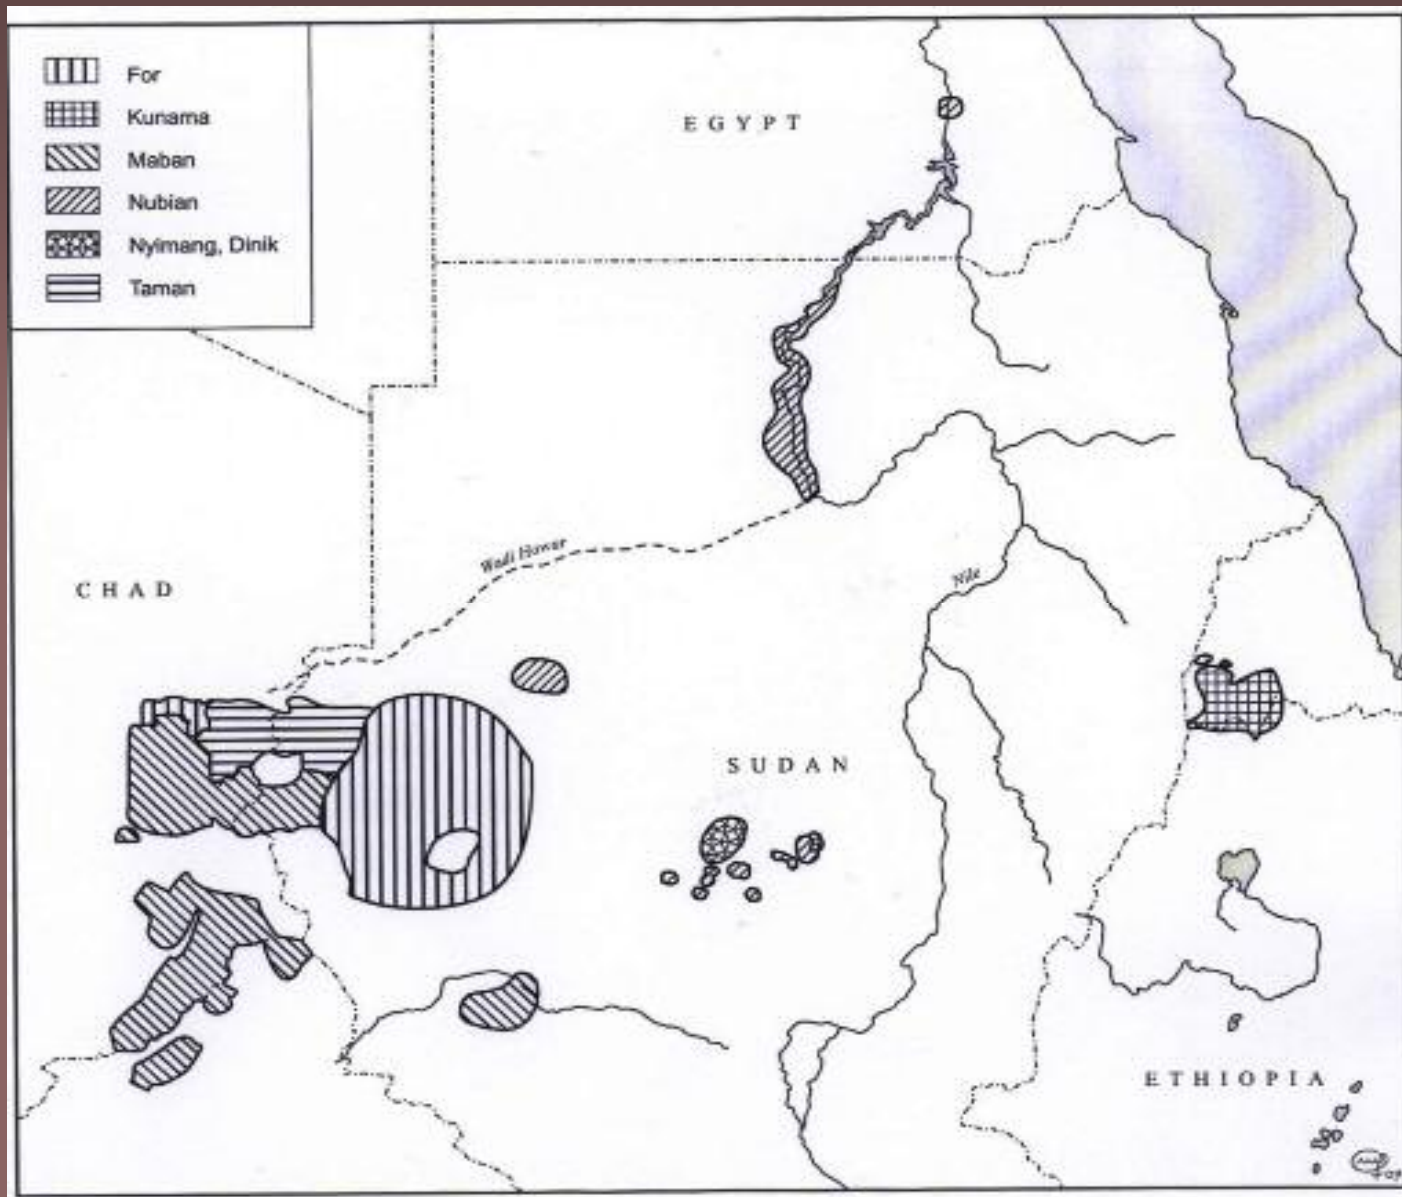 For
Kunama
Maban
Nubian
Nyimang, Dinik
Taman
EGYPT
Wadi Howar
CHAD
Nile
SUDAN
ETHIOPIA